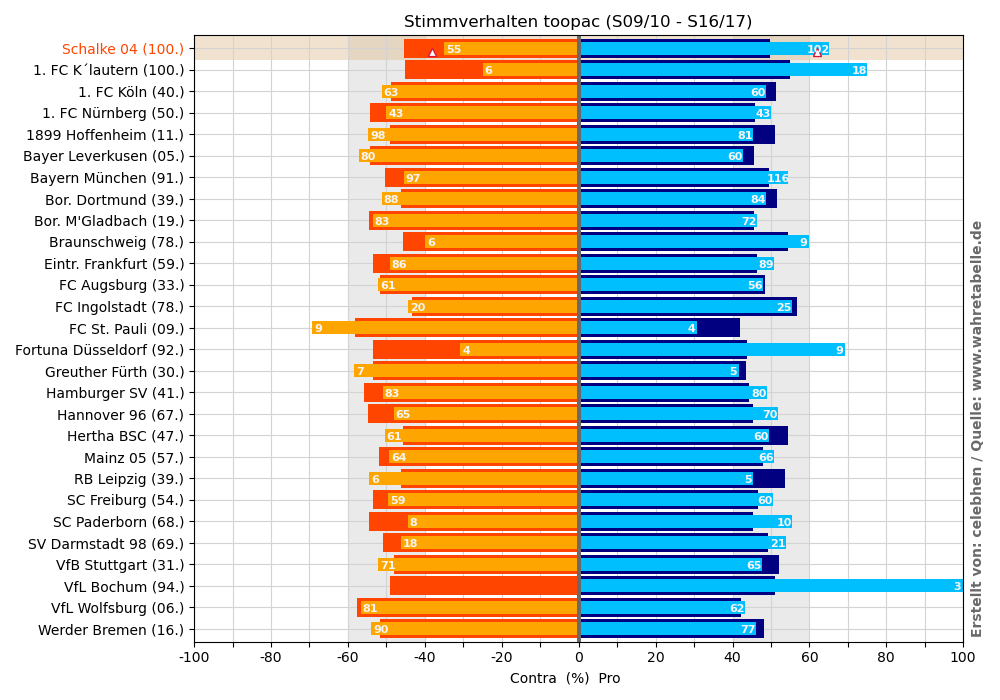 Stimmverhalten toopac (S09/10 - S16/17)
Schalke 04 (100.) 55 102
1. FC K´lautern (100.) 6 18
1. FC Köln (40.) 63 60
1. FC Nürnberg (50.) 43 43
1899 Hoffenheim (11.) 98 81
Bayer Leverkusen (05.) 80 60
Bayern München (91.) 97 116
Bor. Dortmund (39.) 88 84
Bor. M'Gladbach (19.) 83 72
Braunschweig (78.) 6 9
Eintr. Frankfurt (59.) 86 89
FC Augsburg (33.) 61 56
FC Ingolstadt (78.) 20 25
FC St. Pauli (09.) 9 4
Fortuna Düsseldorf (92.) 4 9
Greuther Fürth (30.) 7 5
Hamburger SV (41.) 83 80
Hannover 96 (67.) 65 70
Hertha BSC (47.) 61 60
Mainz 05 (57.) 64 66
RB Leipzig (39.) 6 5
SC Freiburg (54.) 59 60
SC Paderborn (68.) 8 10
SV Darmstadt 98 (69.) 18 21
VfB Stuttgart (31.) 71 65
VfL Bochum (94.) 3
VfL Wolfsburg (06.) 81 62
Werder Bremen (16.) 90 77
-100 -80 -60 -40 -20 0 20 40 60 80 100
Contra (%) Pro
Erstellt von: celebhen / Quelle: www.wahretabelle.de